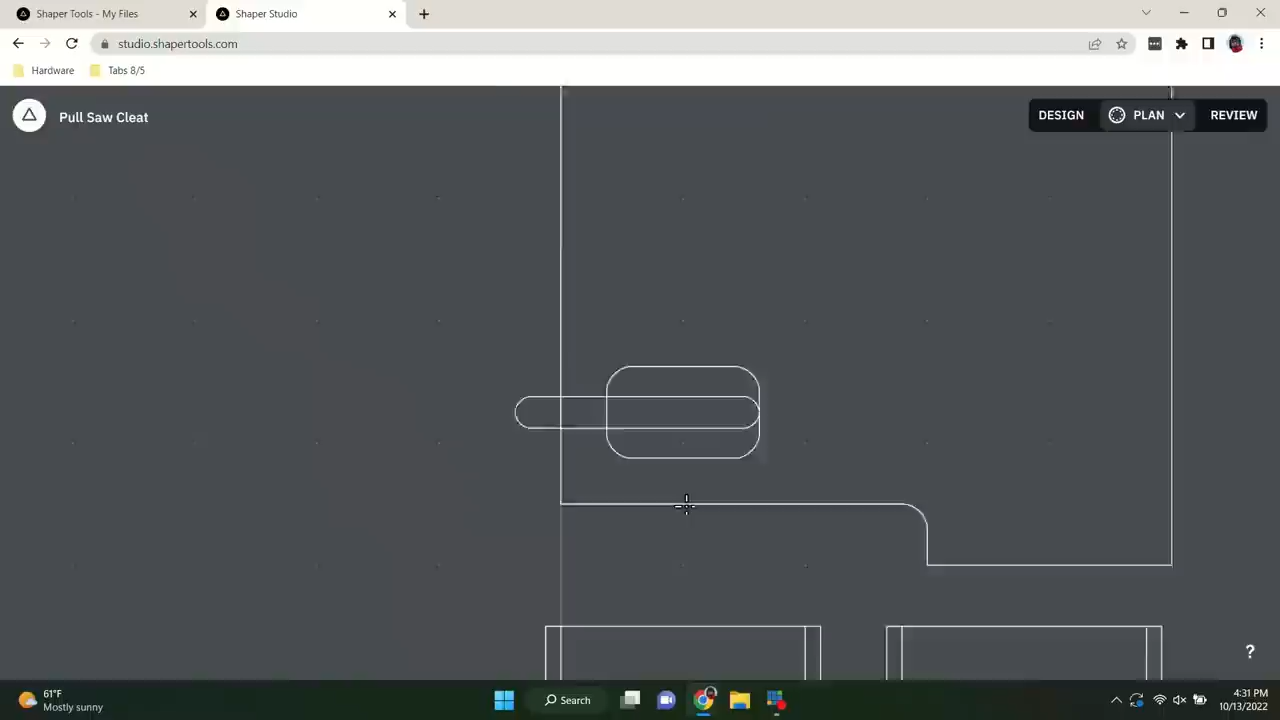 Shaper Tools - My Files
Shaper Studio
studio.shapertools.com
Hardware
Tabs 8/5
Pull Saw Cleat
DESIGN
PLAN
REVIEW
?
61°F
Mostly sunny
Search
4:31 PM
10/13/2022